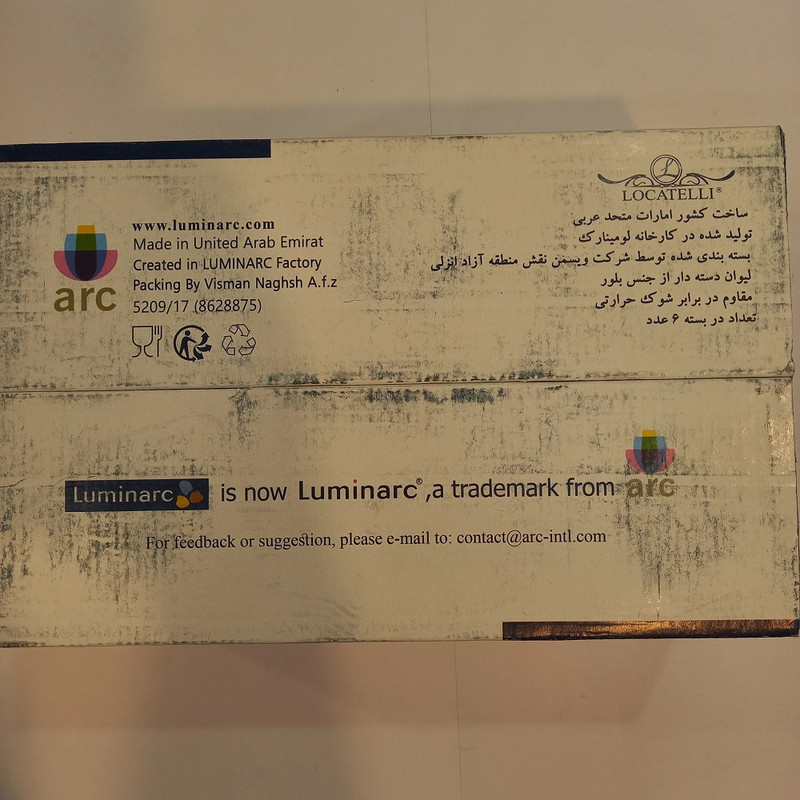 LOCATELLI®
www.luminarc.com
Made in United Arab Emirat
Created in LUMINARC Factory
Packing By Visman Naghsh A.f.z
5209/17 (8628875)
arc
ساخت کشور امارات متحد عربی
تولید شده در کارخانه لومینارک
بسته بندی شده توسط شرکت ویسمن نقش منطقه آزاد انزلی
لیوان دسته دار از جنس بلور
مقاوم در برابر شوک حرارتی
تعداد در بسته ۶ عدد
Luminarc is now Luminarc®,a trademark from arc
For feedback or suggestion, please e-mail to: contact@arc-intl.com